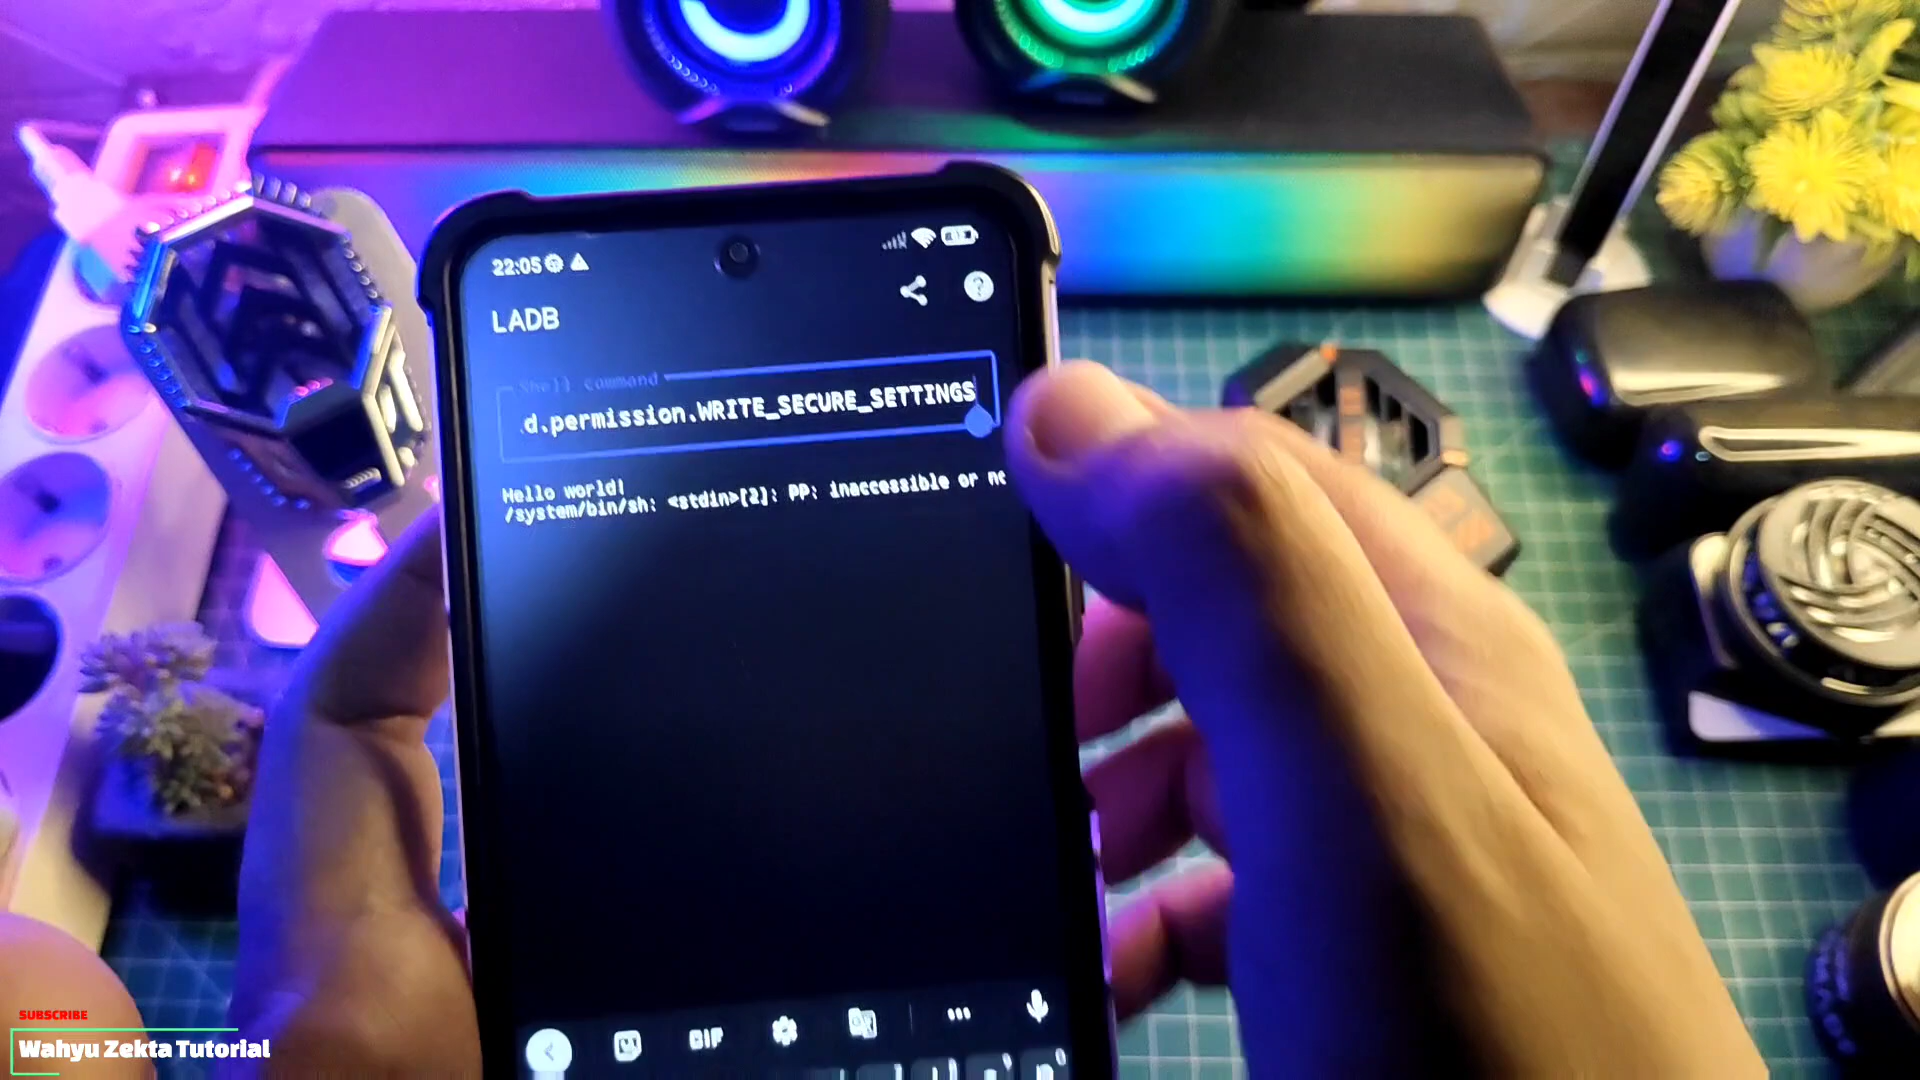 22:05
LADB
Shell command
d.permission.WRITE_SECURE_SETTINGS
Hello world!
/system/bin/sh: <stdin>[2]: PP: inaccessible or no
GIF
SUBSCRIBE
Wahyu Zekta Tutorial